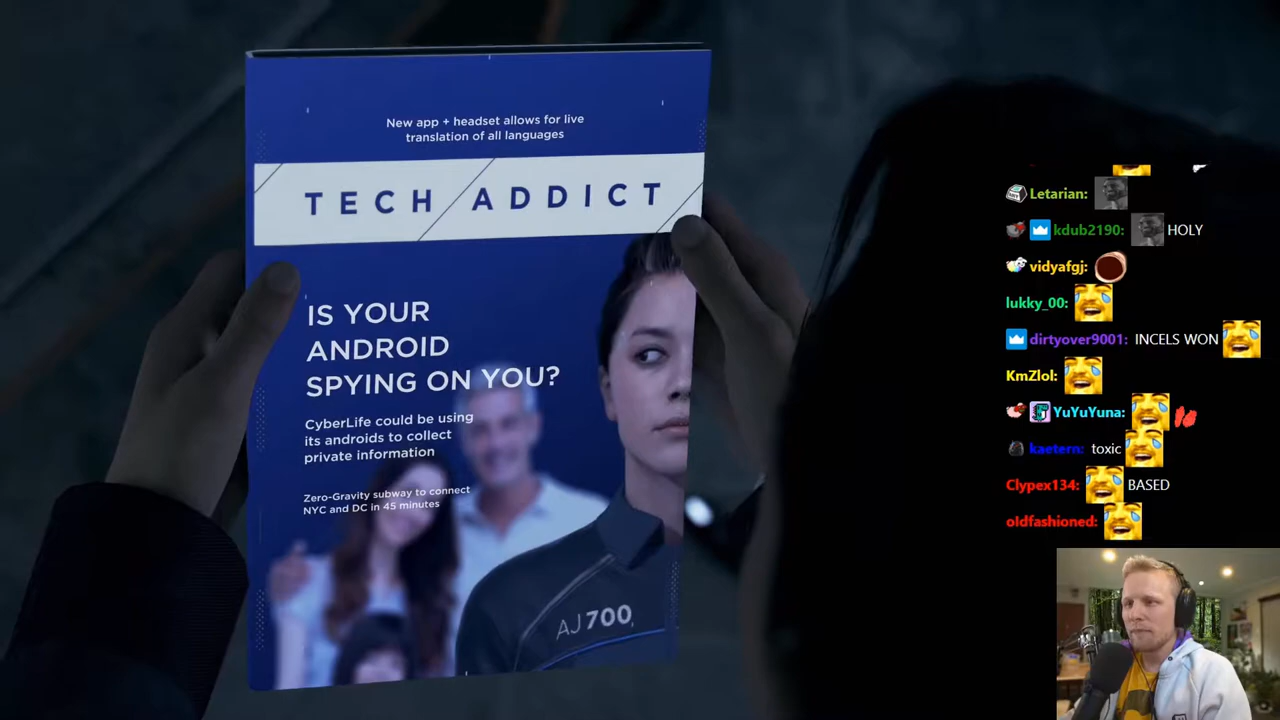 New app + headset allows for live
translation of all languages
TECH ADDICT
IS YOUR
ANDROID
SPYING ON YOU?
CyberLife could be using
its androids to collect
private information
Zero-Gravity subway to connect
NYC and DC in 45 minutes
AJ 700
Letarian:
kdub2190: HOLY
vidyafgj:
lukky_00:
dirtyover9001: INCELS WON
KmZlol:
YuYuYuna:
kaetern: toxic
Clypex134: BASED
oldfashioned: